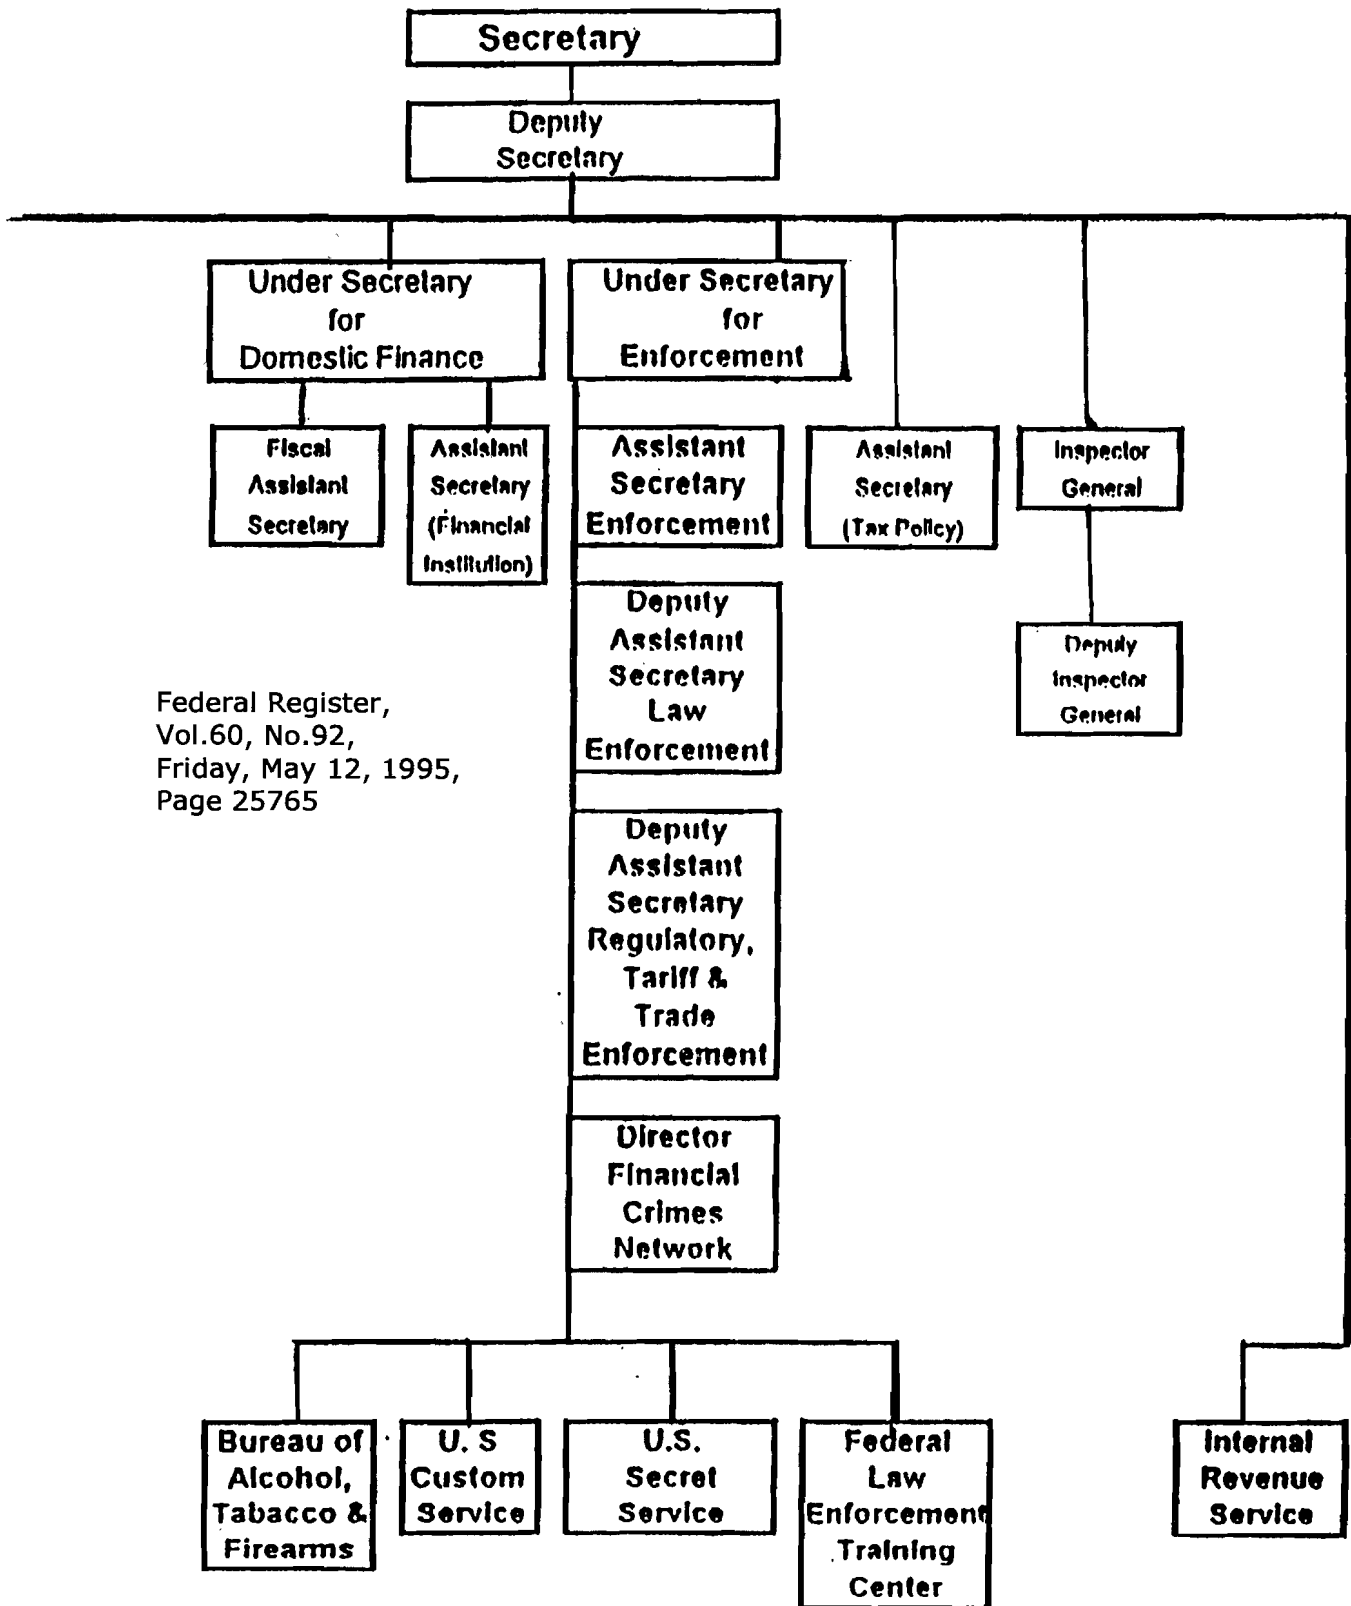 Secretary
Deputy
Secretary
Under Secretary
for
Domestic Finance
Under Secretary
for
Enforcement
Fiscal
Assistant
Secretary
Assistant
Secretary
(Financial
Institution)
Assistant
Secretary
Enforcement
Assistant
Secretary
(Tax Policy)
Inspector
General
Deputy
Assistant
Secretary
Law
Enforcement
Deputy
Inspector
General
Federal Register,
Vol.60, No.92,
Friday, May 12, 1995,
Page 25765
Deputy
Assistant
Secretary
Regulatory,
Tariff &
Trade
Enforcement
Director
Financial
Crimes
Network
Bureau of
Alcohol,
Tabacco &
Firearms
U. S
Custom
Service
U.S.
Secret
Service
Federal
Law
Enforcement
Training
Center
Internal
Revenue
Service